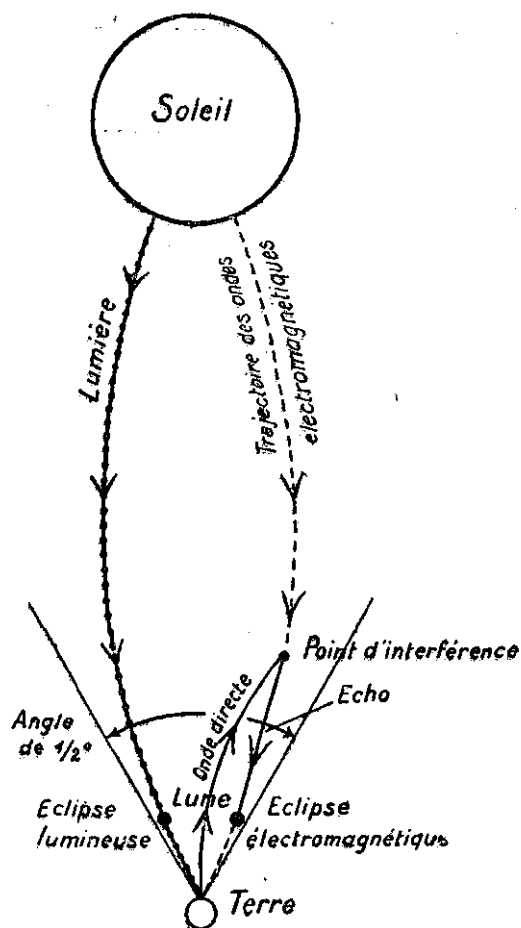 Soleil
Lumière
Trajectoire des ondes
électromagnétiques
Point d'interférence
Onde directe
Echo
Angle
de 1/2°
Lune
Eclipse
lumineuse
Eclipse
électromagnétique
Terre